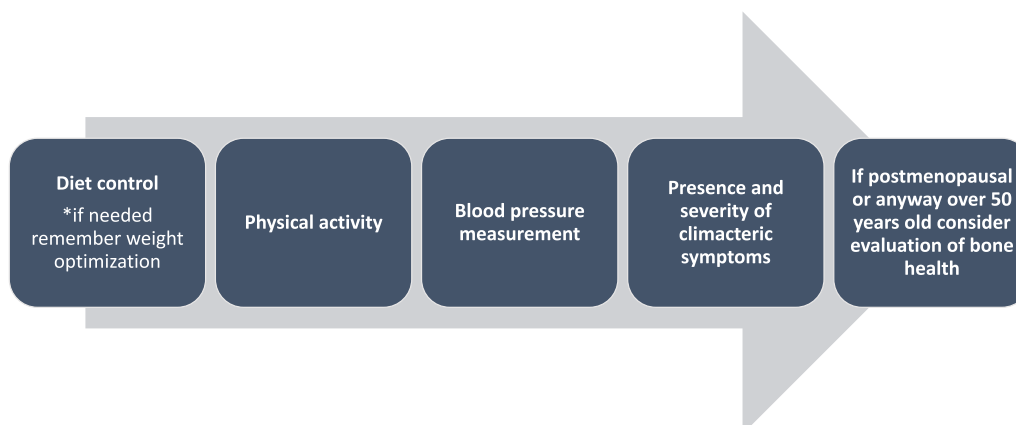 Diet control
*if needed
remember weight
optimization
Physical activity
Blood pressure
measurement
Presence and
severity of
climacteric
symptoms
If postmenopausal
or anyway over 50
years old consider
evaluation of bone
health